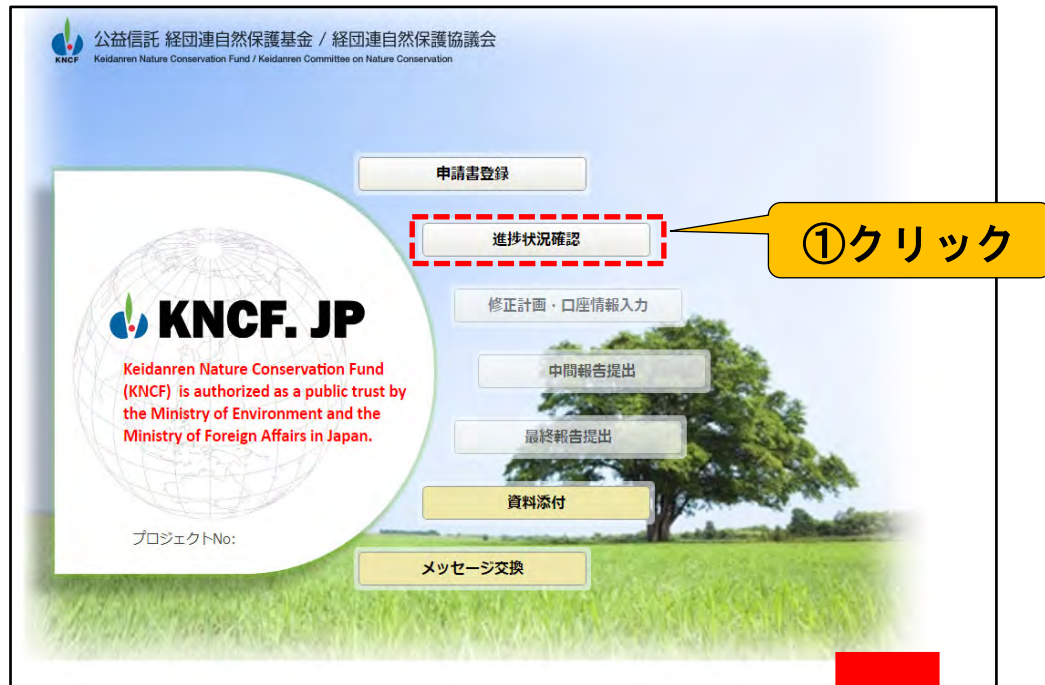 公益信託 経団連自然保護基金 / 経団連自然保護協議会
KNCF
Keidanren Nature Conservation Fund / Keidanren Committee on Nature Conservation
申請書登録
進捗状況確認
①クリック
修正計画・口座情報入力
KNCF. JP
中間報告提出
Keidanren Nature Conservation Fund
(KNCF) is authorized as a public trust by
the Ministry of Environment and the
Ministry of Foreign Affairs in Japan.
最終報告提出
資料添付
プロジェクトNo:
メッセージ交換